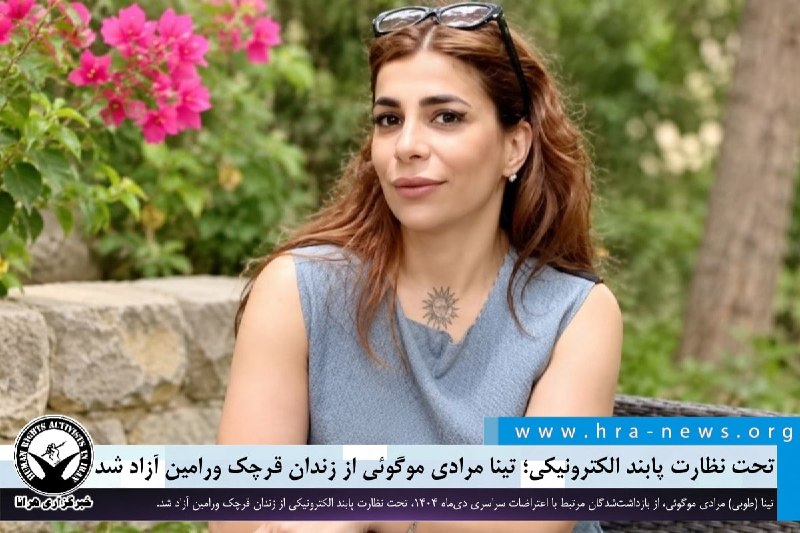 www.hra-news.org
تحت نظارت پابند الکترونیکی؛ تینا مرادی موگوئی از زندان قرچک ورامین آزاد شد
تینا (طوبی) مرادی موگوئی، از بازداشت‌شدگان مرتبط با اعتراضات سراسری دی‌ماه ۱۴۰۴، تحت نظارت پابند الکترونیکی از زندان قرچک ورامین آزاد شد.
HUMAN RIGHTS ACTIVISTS IN IRAN
خبرگزاری هرانا